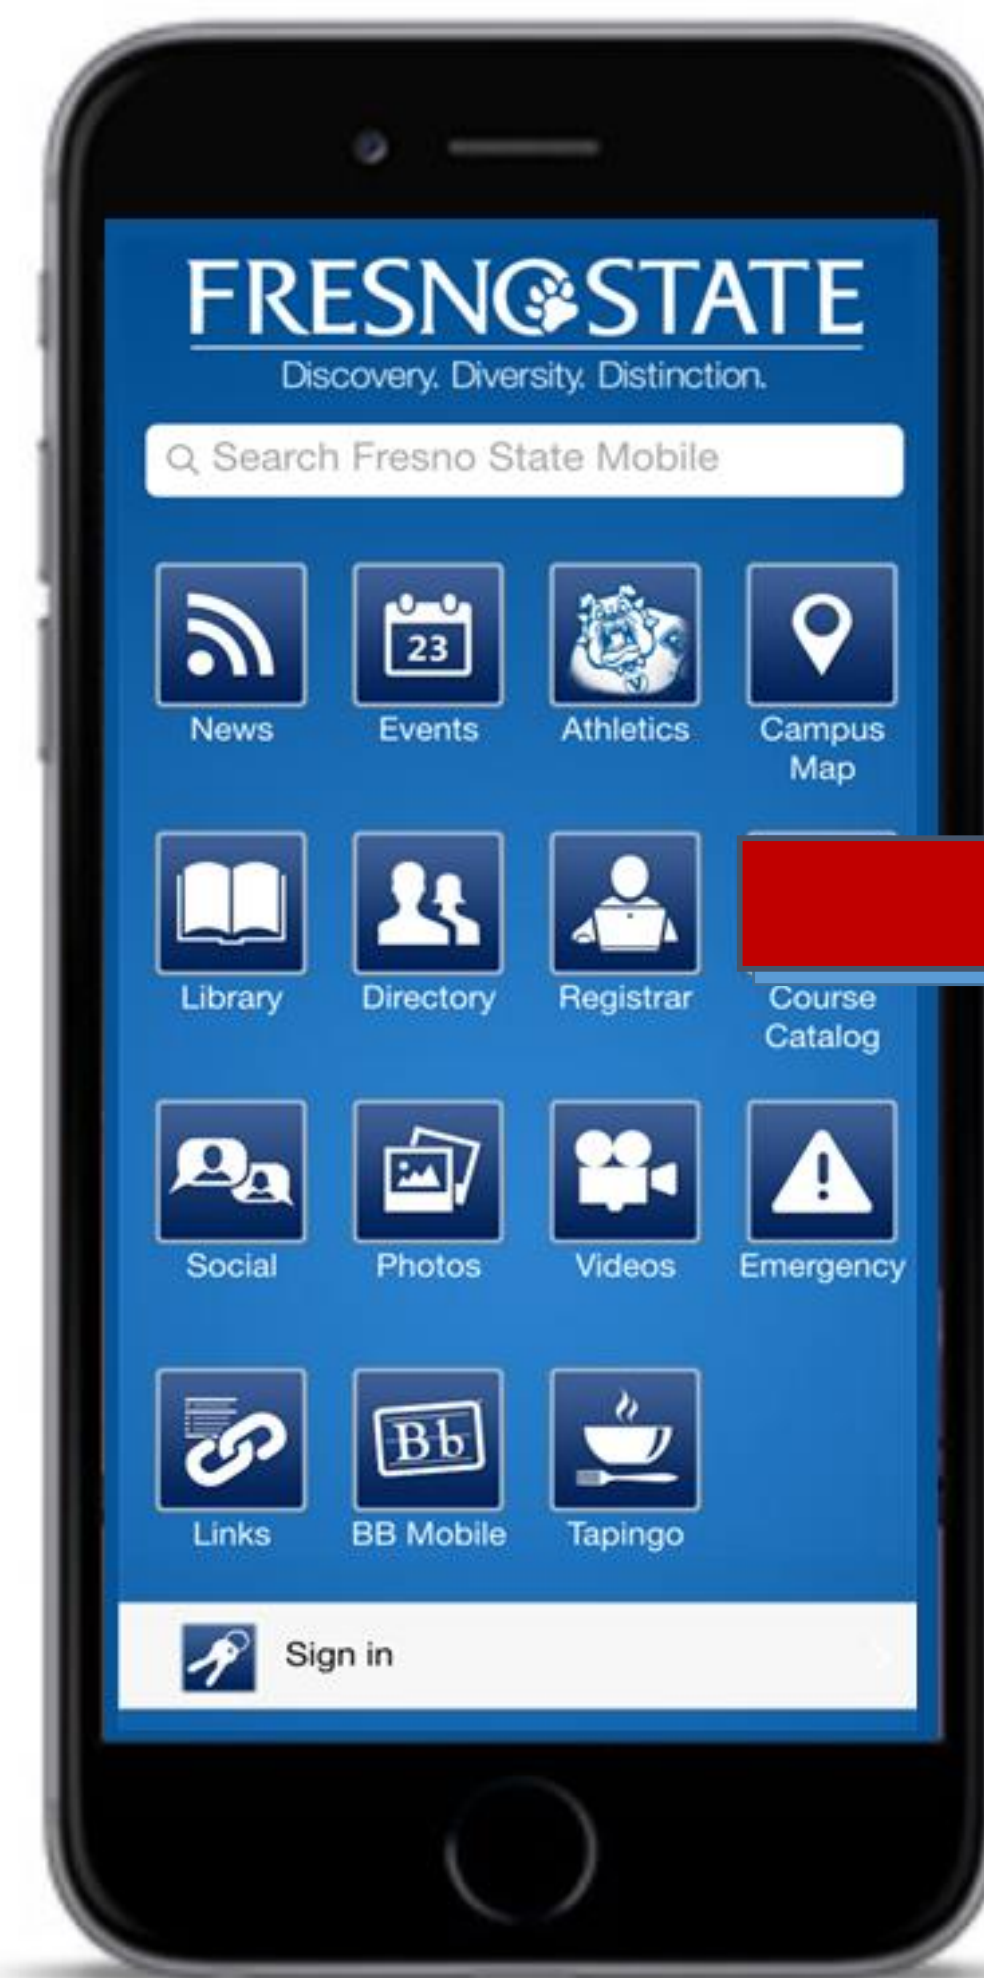 FRESNO STATE
Discovery. Diversity. Distinction.
Search Fresno State Mobile
23
News
Events
Athletics
Campus
Map
Library
Directory
Registrar
Course
Catalog
Social
Photos
Videos
Emergency
Bb
Links
BB Mobile
Tapingo
Sign in